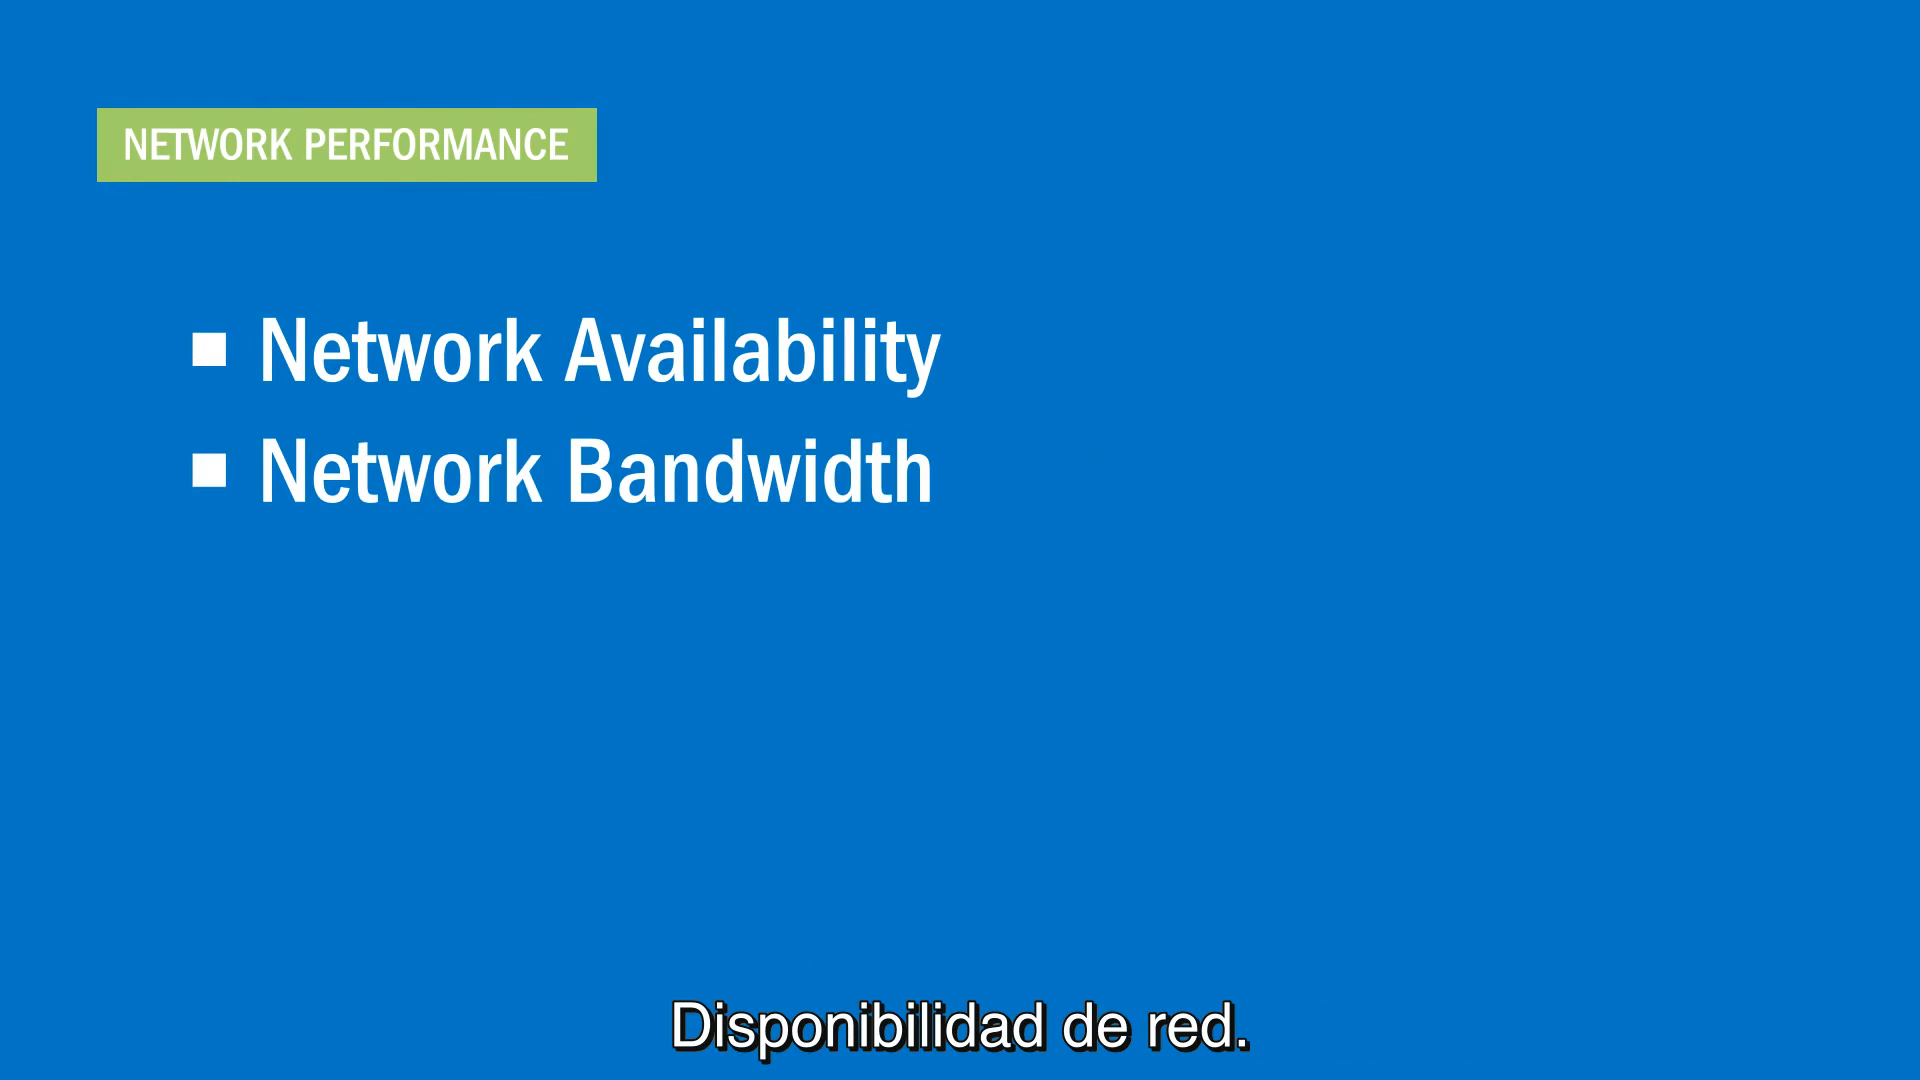 NETWORK PERFORMANCE
▪ Network Availability
▪ Network Bandwidth
Disponibilidad de red.